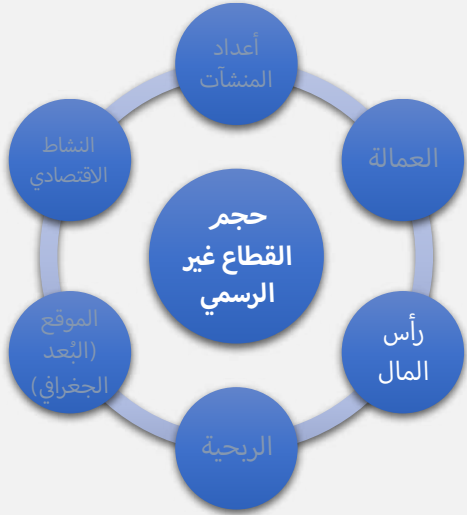 أعداد
المنشآت
العمالة
رأس
المال
الربحية
الموقع
(البُعد
الجغرافي)
النشاط
الاقتصادي
حجم
القطاع غير
الرسمي